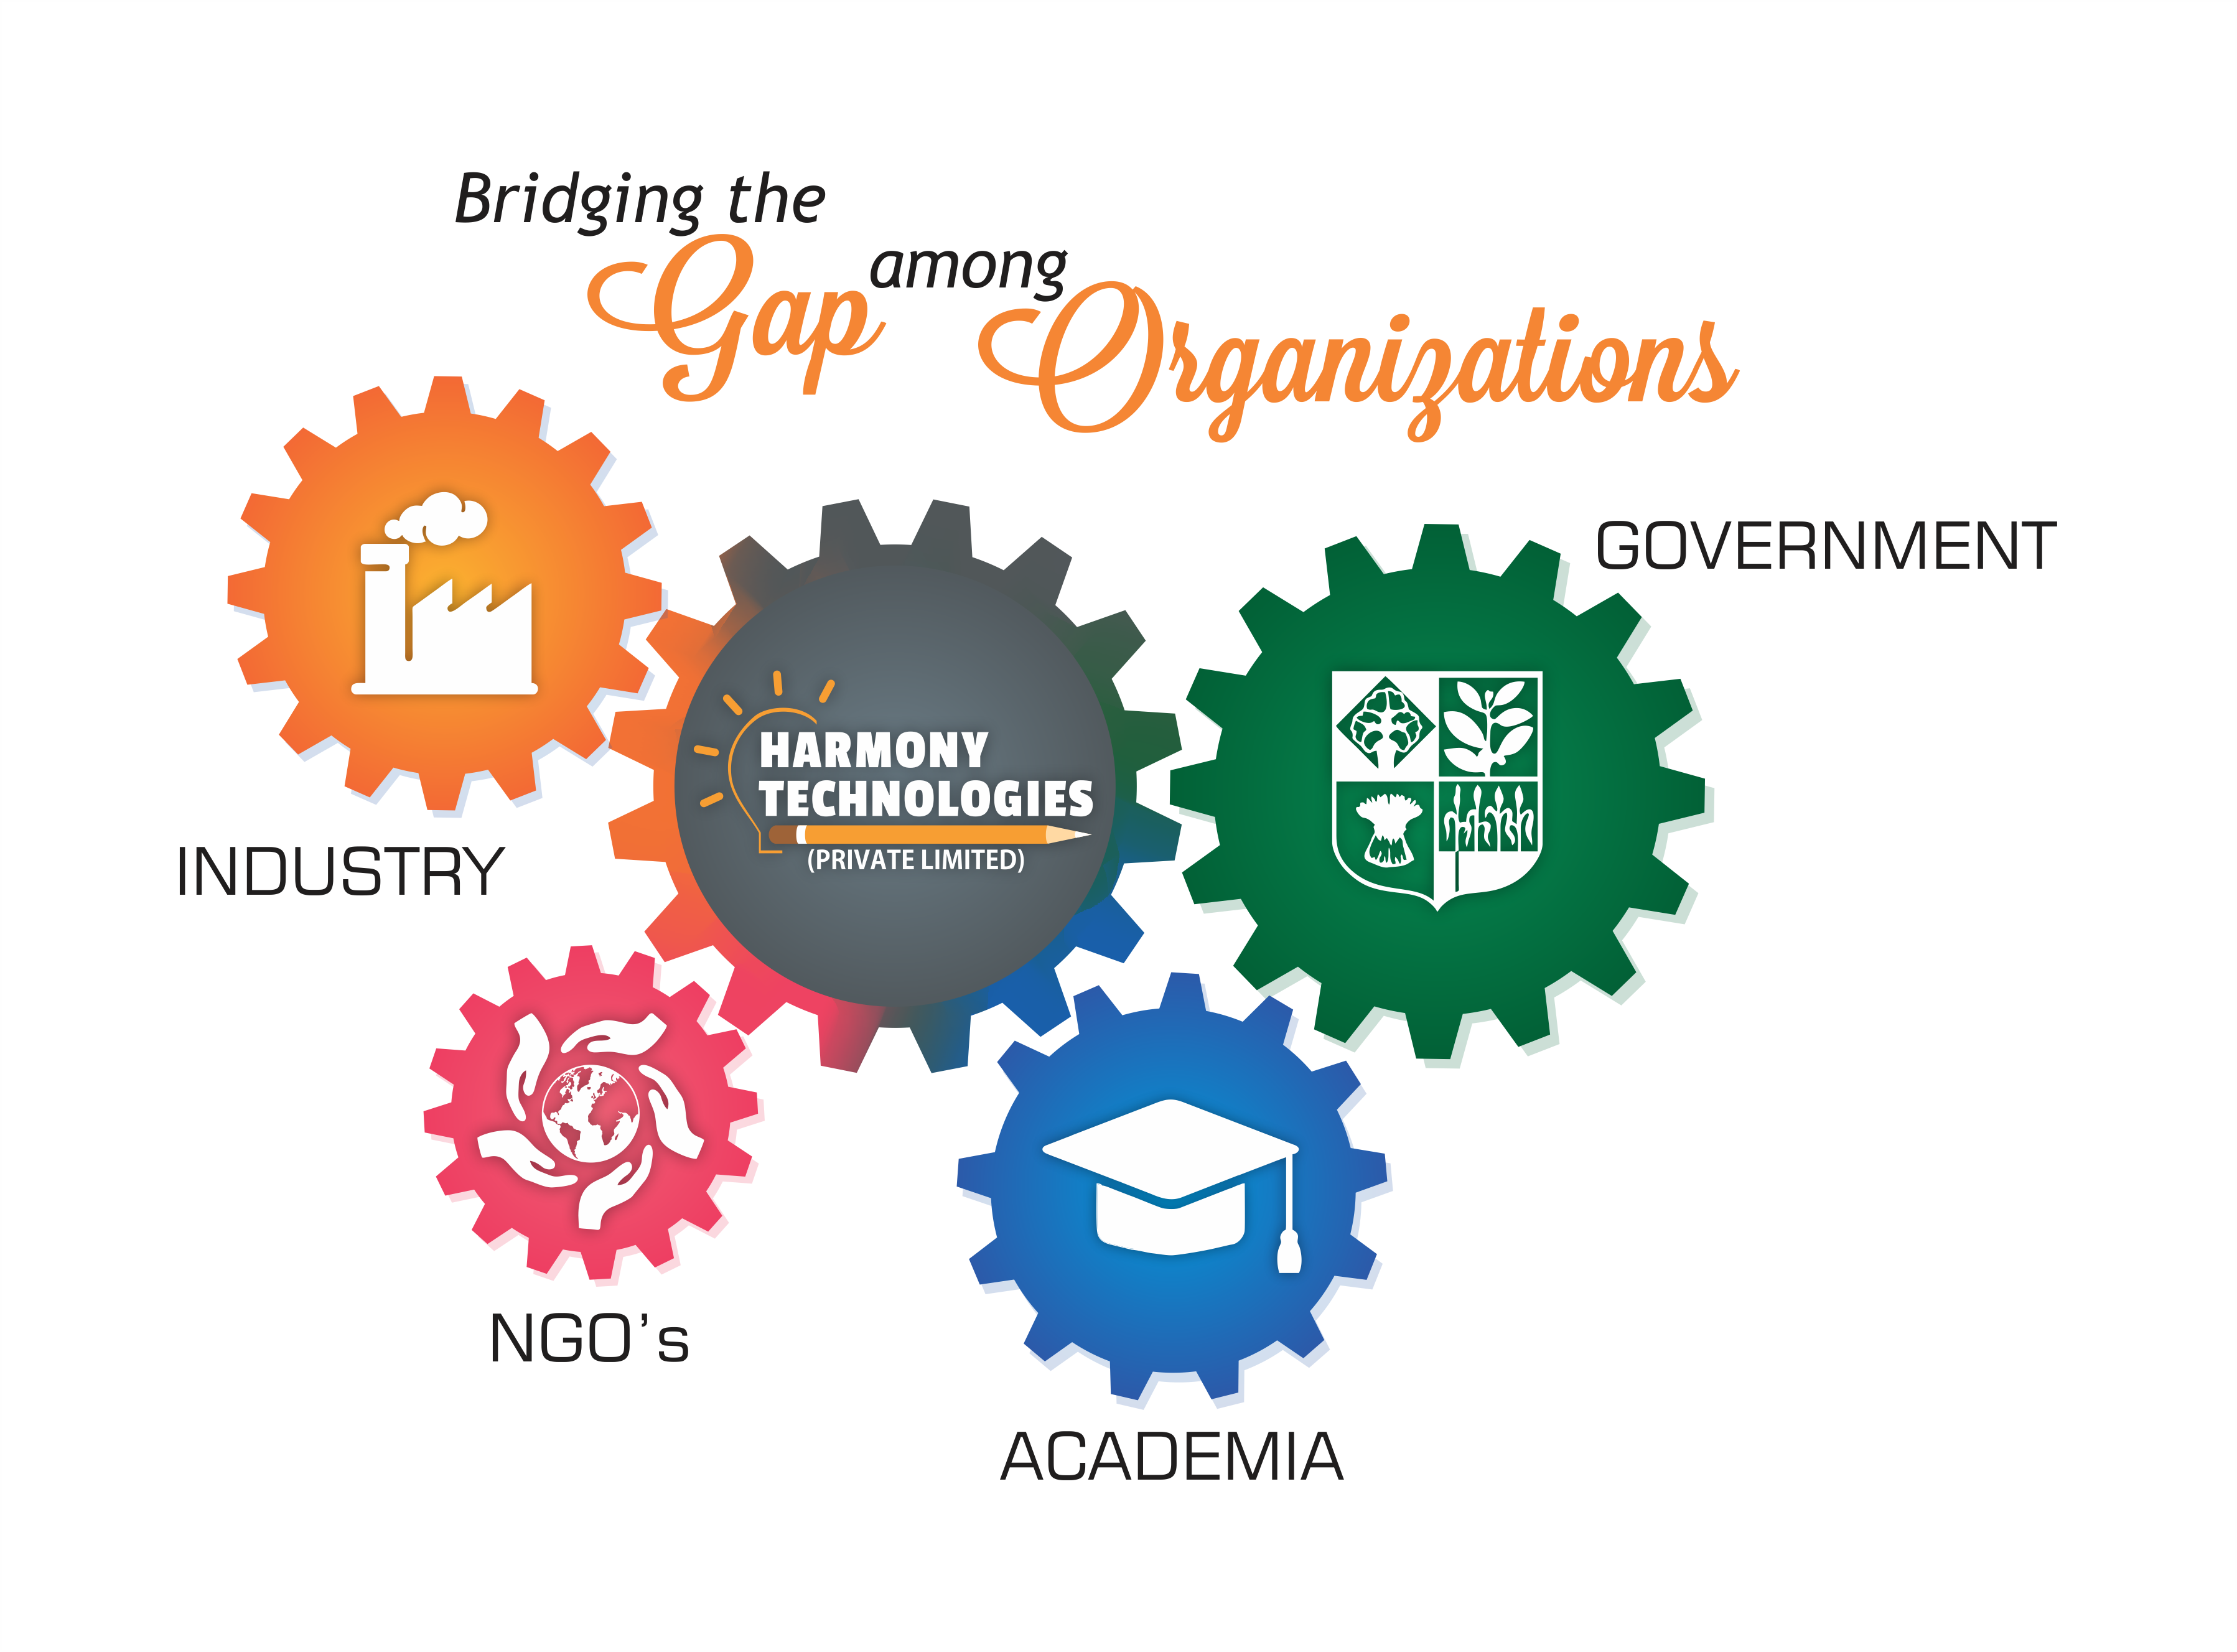 Bridging the
Gap among
Organizations
GOVERNMENT
HARMONY
TECHNOLOGIES
(PRIVATE LIMITED)
INDUSTRY
NGO's
ACADEMIA